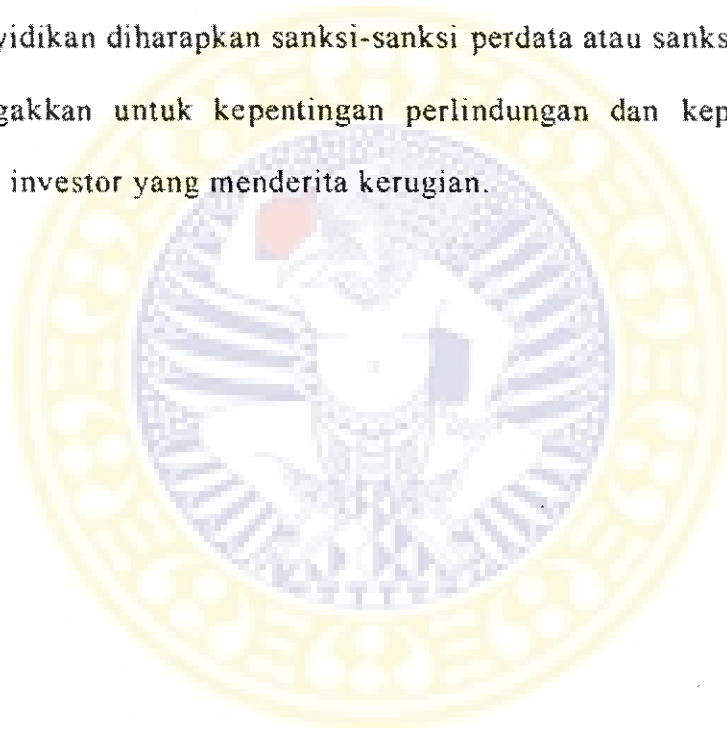 yidikan diharapkan sanksi-sanksi perdata atau sanks
gakkan untuk kepentingan perlindungan dan kep
investor yang menderita kerugian.